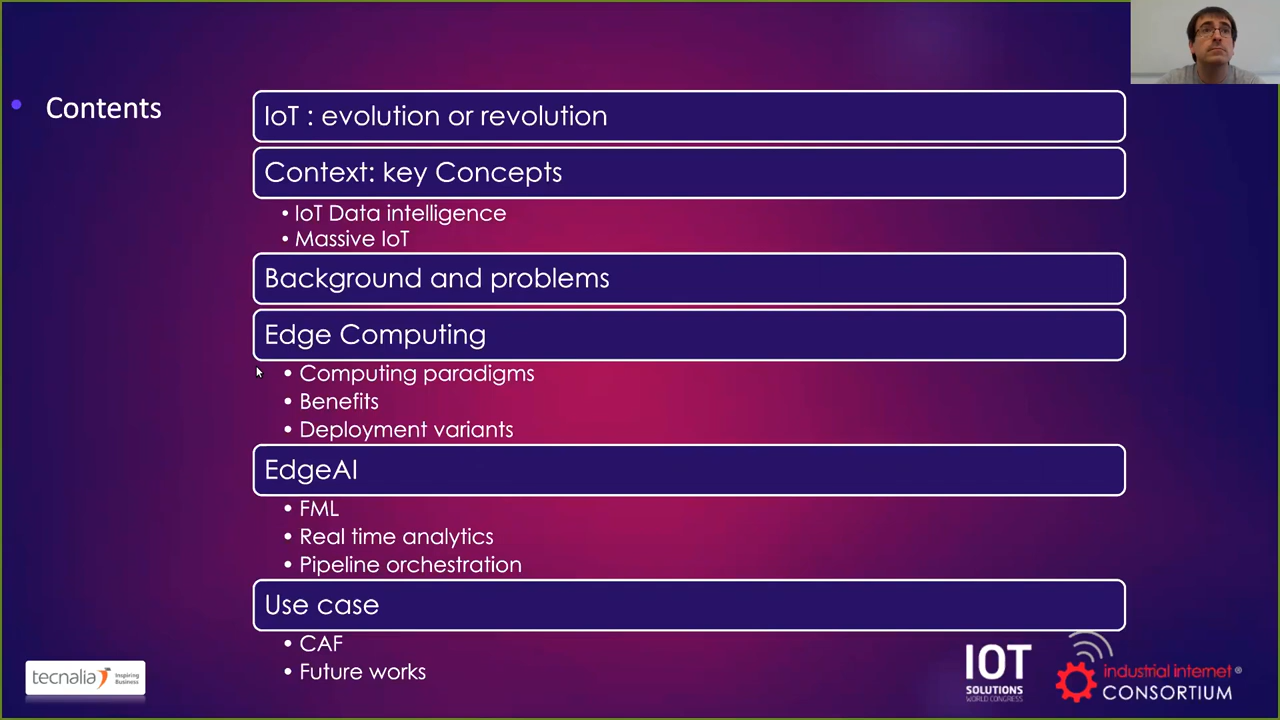 Contents
IoT : evolution or revolution
Context: key Concepts
• IoT Data intelligence
• Massive IoT
Background and problems
Edge Computing
• Computing paradigms
• Benefits
• Deployment variants
EdgeAI
• FML
• Real time analytics
• Pipeline orchestration
Use case
• CAF
• Future works
tecnalia Inspiring Business
IOT
SOLUTIONS
WORLD CONGRESS
industrial internet®
CONSORTIUM